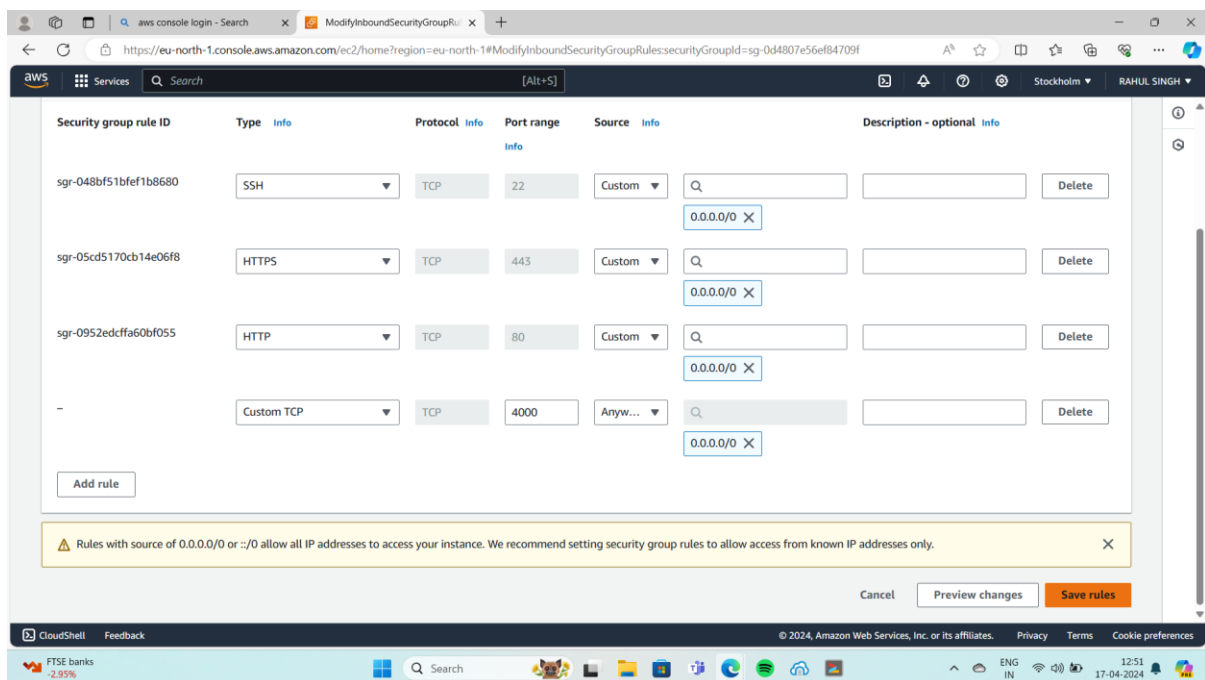 aws console login - Search
ModifyInboundSecurityGroupRu
https://eu-north-1.console.aws.amazon.com/ec2/home?region=eu-north-1#ModifyInboundSecurityGroupRules:securityGroupId=sg-0d4807e56ef84709f
aws Services Search [Alt+S] Stockholm RAHUL SINGH
Security group rule ID Type Info Protocol Info Port range Source Info Description - optional Info
Info
sgr-048bf51bfef1b8680 SSH TCP 22 Custom Delete
0.0.0.0/0
sgr-05cd5170cb14e06f8 HTTPS TCP 443 Custom Delete
0.0.0.0/0
sgr-0952edcffa60bf055 HTTP TCP 80 Custom Delete
0.0.0.0/0
– Custom TCP TCP 4000 Anyw... Delete
0.0.0.0/0
Add rule
Rules with source of 0.0.0.0/0 or ::/0 allow all IP addresses to access your instance. We recommend setting security group rules to allow access from known IP addresses only.
Cancel Preview changes Save rules
CloudShell Feedback © 2024, Amazon Web Services, Inc. or its affiliates. Privacy Terms Cookie preferences
FTSE banks Search ENG 12:51
-2.95% IN 17-04-2024